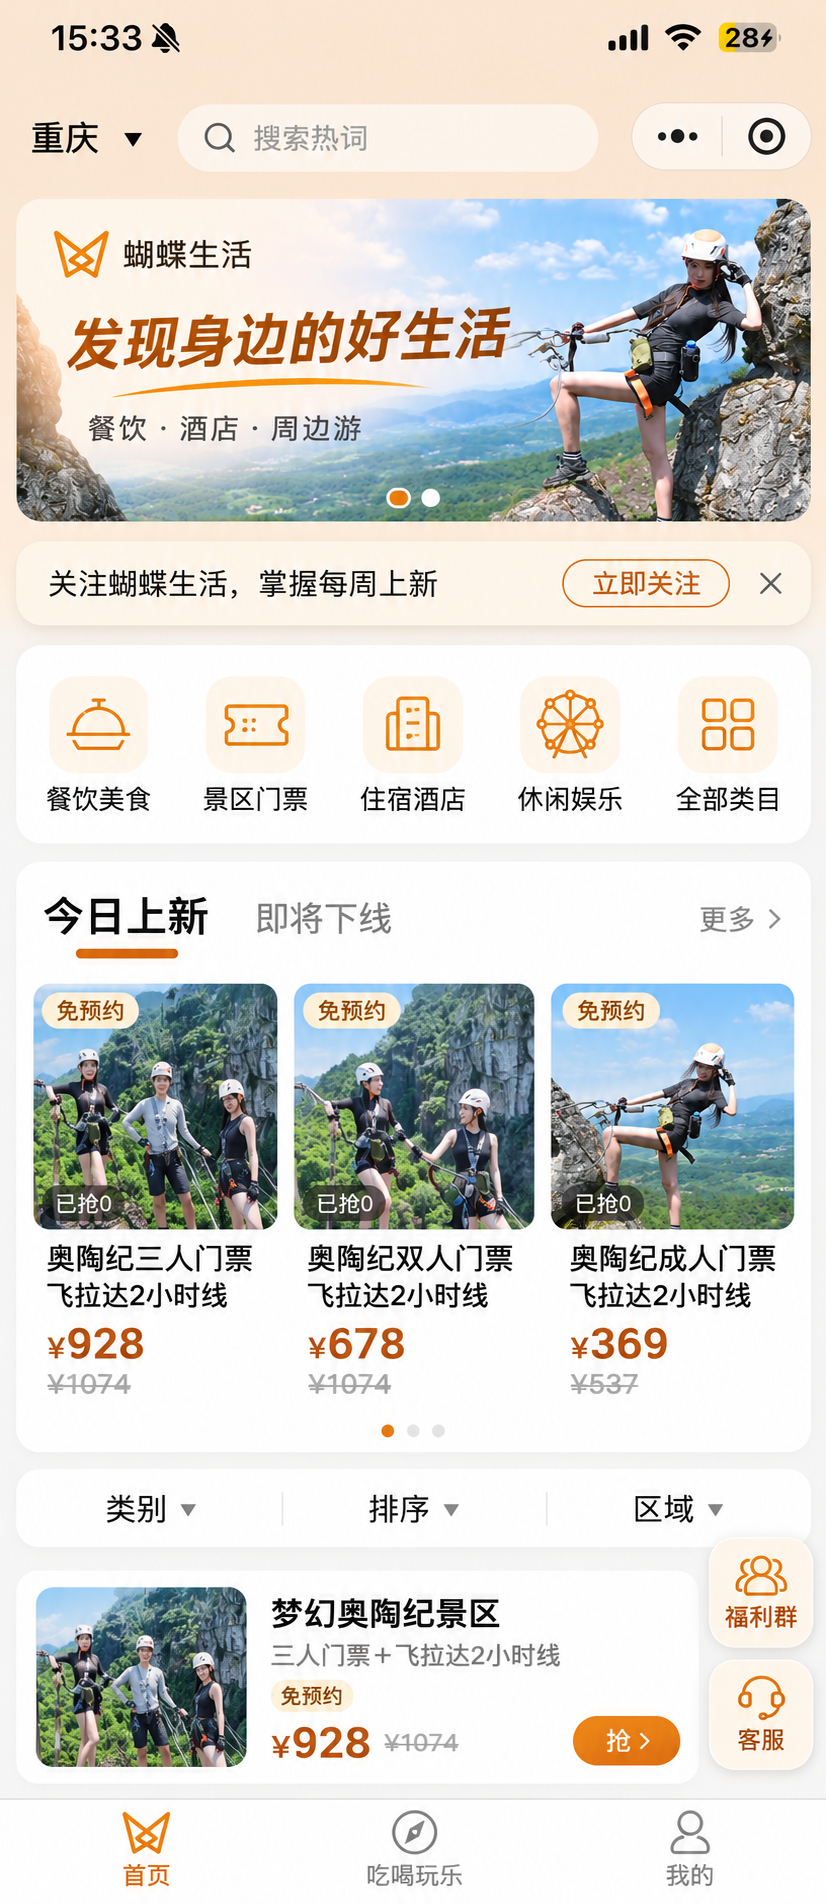 15:33
28
重庆
搜索热词
蝴蝶生活
发现身边的好生活
餐饮 · 酒店 · 周边游
关注蝴蝶生活，掌握每周上新
立即关注
餐饮美食
景区门票
住宿酒店
休闲娱乐
全部类目
今日上新
即将下线
更多
免预约
免预约
免预约
已抢0
已抢0
已抢0
奥陶纪三人门票
飞拉达2小时线
¥928
¥1074
奥陶纪双人门票
飞拉达2小时线
¥678
¥1074
奥陶纪成人门票
飞拉达2小时线
¥369
¥537
类别
排序
区域
梦幻奥陶纪景区
三人门票+飞拉达2小时线
免预约
¥928 ¥1074
抢
福利群
客服
首页
吃喝玩乐
我的